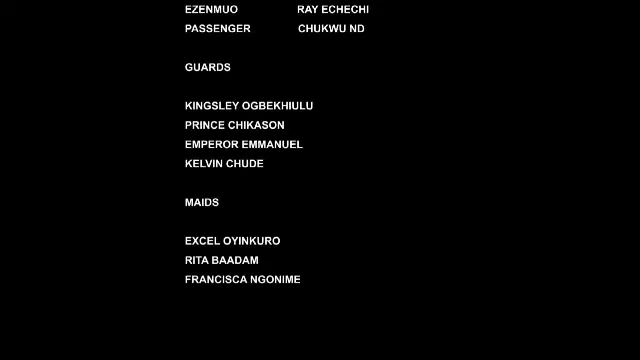 EZENMUO RAY ECHECHI
PASSENGER CHUKWU ND
GUARDS
KINGSLEY OGBEKHIULU
PRINCE CHIKASON
EMPEROR EMMANUEL
KELVIN CHUDE
MAIDS
EXCEL OYINKURO
RITA BAADAM
FRANCISCA NGONIME